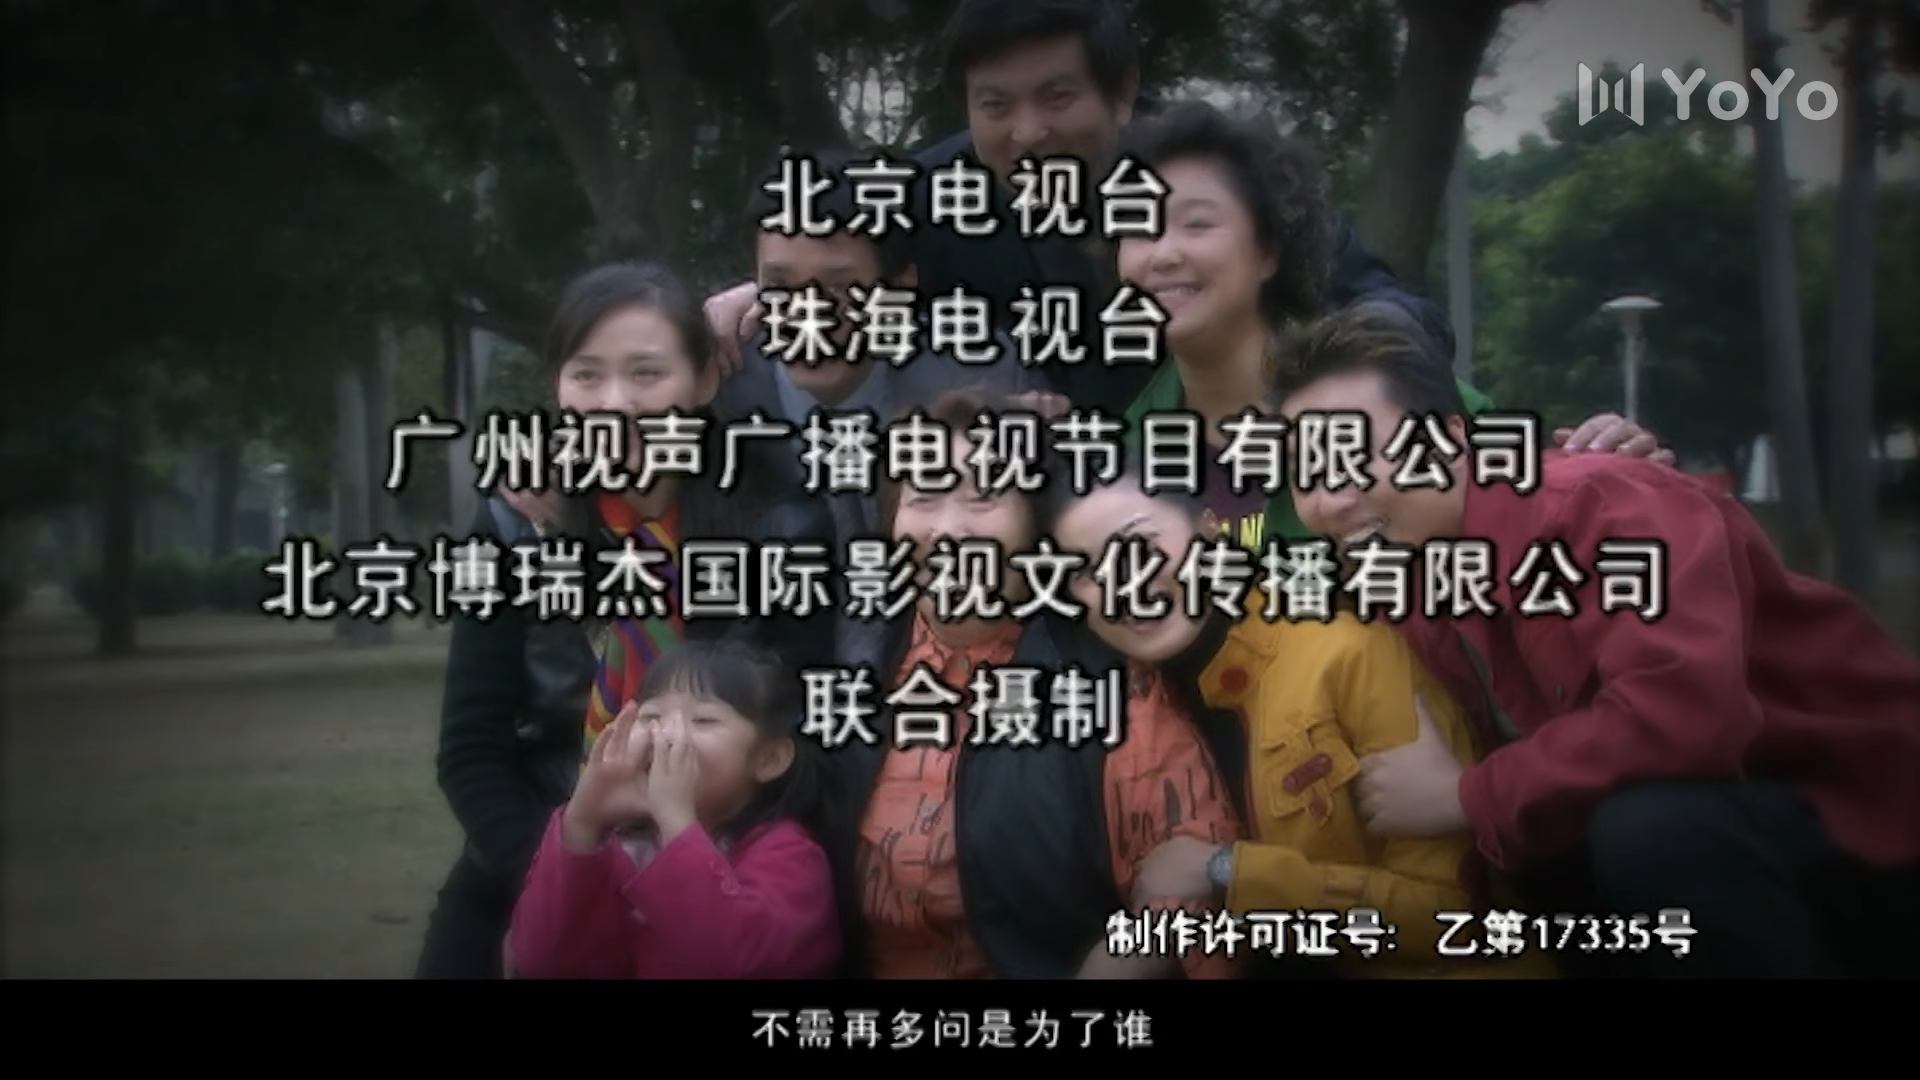 YoYo
北京电视台
珠海电视台
广州视声广播电视节目有限公司
北京博瑞杰国际影视文化传播有限公司
联合摄制
制作许可证号: 乙第17335号
不需再多问是为了谁